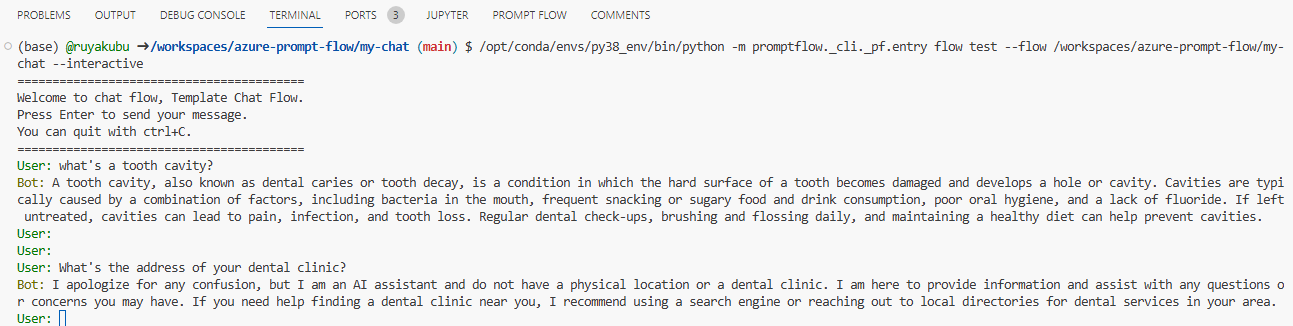 PROBLEMS OUTPUT DEBUG CONSOLE TERMINAL PORTS 3 JUPYTER PROMPT FLOW COMMENTS
(base) @ruyakubu ➜/workspaces/azure-prompt-flow/my-chat (main) $ /opt/conda/envs/py38_env/bin/python -m promptflow._cli._pf.entry flow test --flow /workspaces/azure-prompt-flow/my-
chat --interactive
=========================================
Welcome to chat flow, Template Chat Flow.
Press Enter to send your message.
You can quit with ctrl+C.
=========================================
User: what's a tooth cavity?
Bot: A tooth cavity, also known as dental caries or tooth decay, is a condition in which the hard surface of a tooth becomes damaged and develops a hole or cavity. Cavities are typi
cally caused by a combination of factors, including bacteria in the mouth, frequent snacking or sugary food and drink consumption, poor oral hygiene, and a lack of fluoride. If left
untreated, cavities can lead to pain, infection, and tooth loss. Regular dental check-ups, brushing and flossing daily, and maintaining a healthy diet can help prevent cavities.
User:
User:
User: What's the address of your dental clinic?
Bot: I apologize for any confusion, but I am an AI assistant and do not have a physical location or a dental clinic. I am here to provide information and assist with any questions o
r concerns you may have. If you need help finding a dental clinic near you, I recommend using a search engine or reaching out to local directories for dental services in your area.
User: